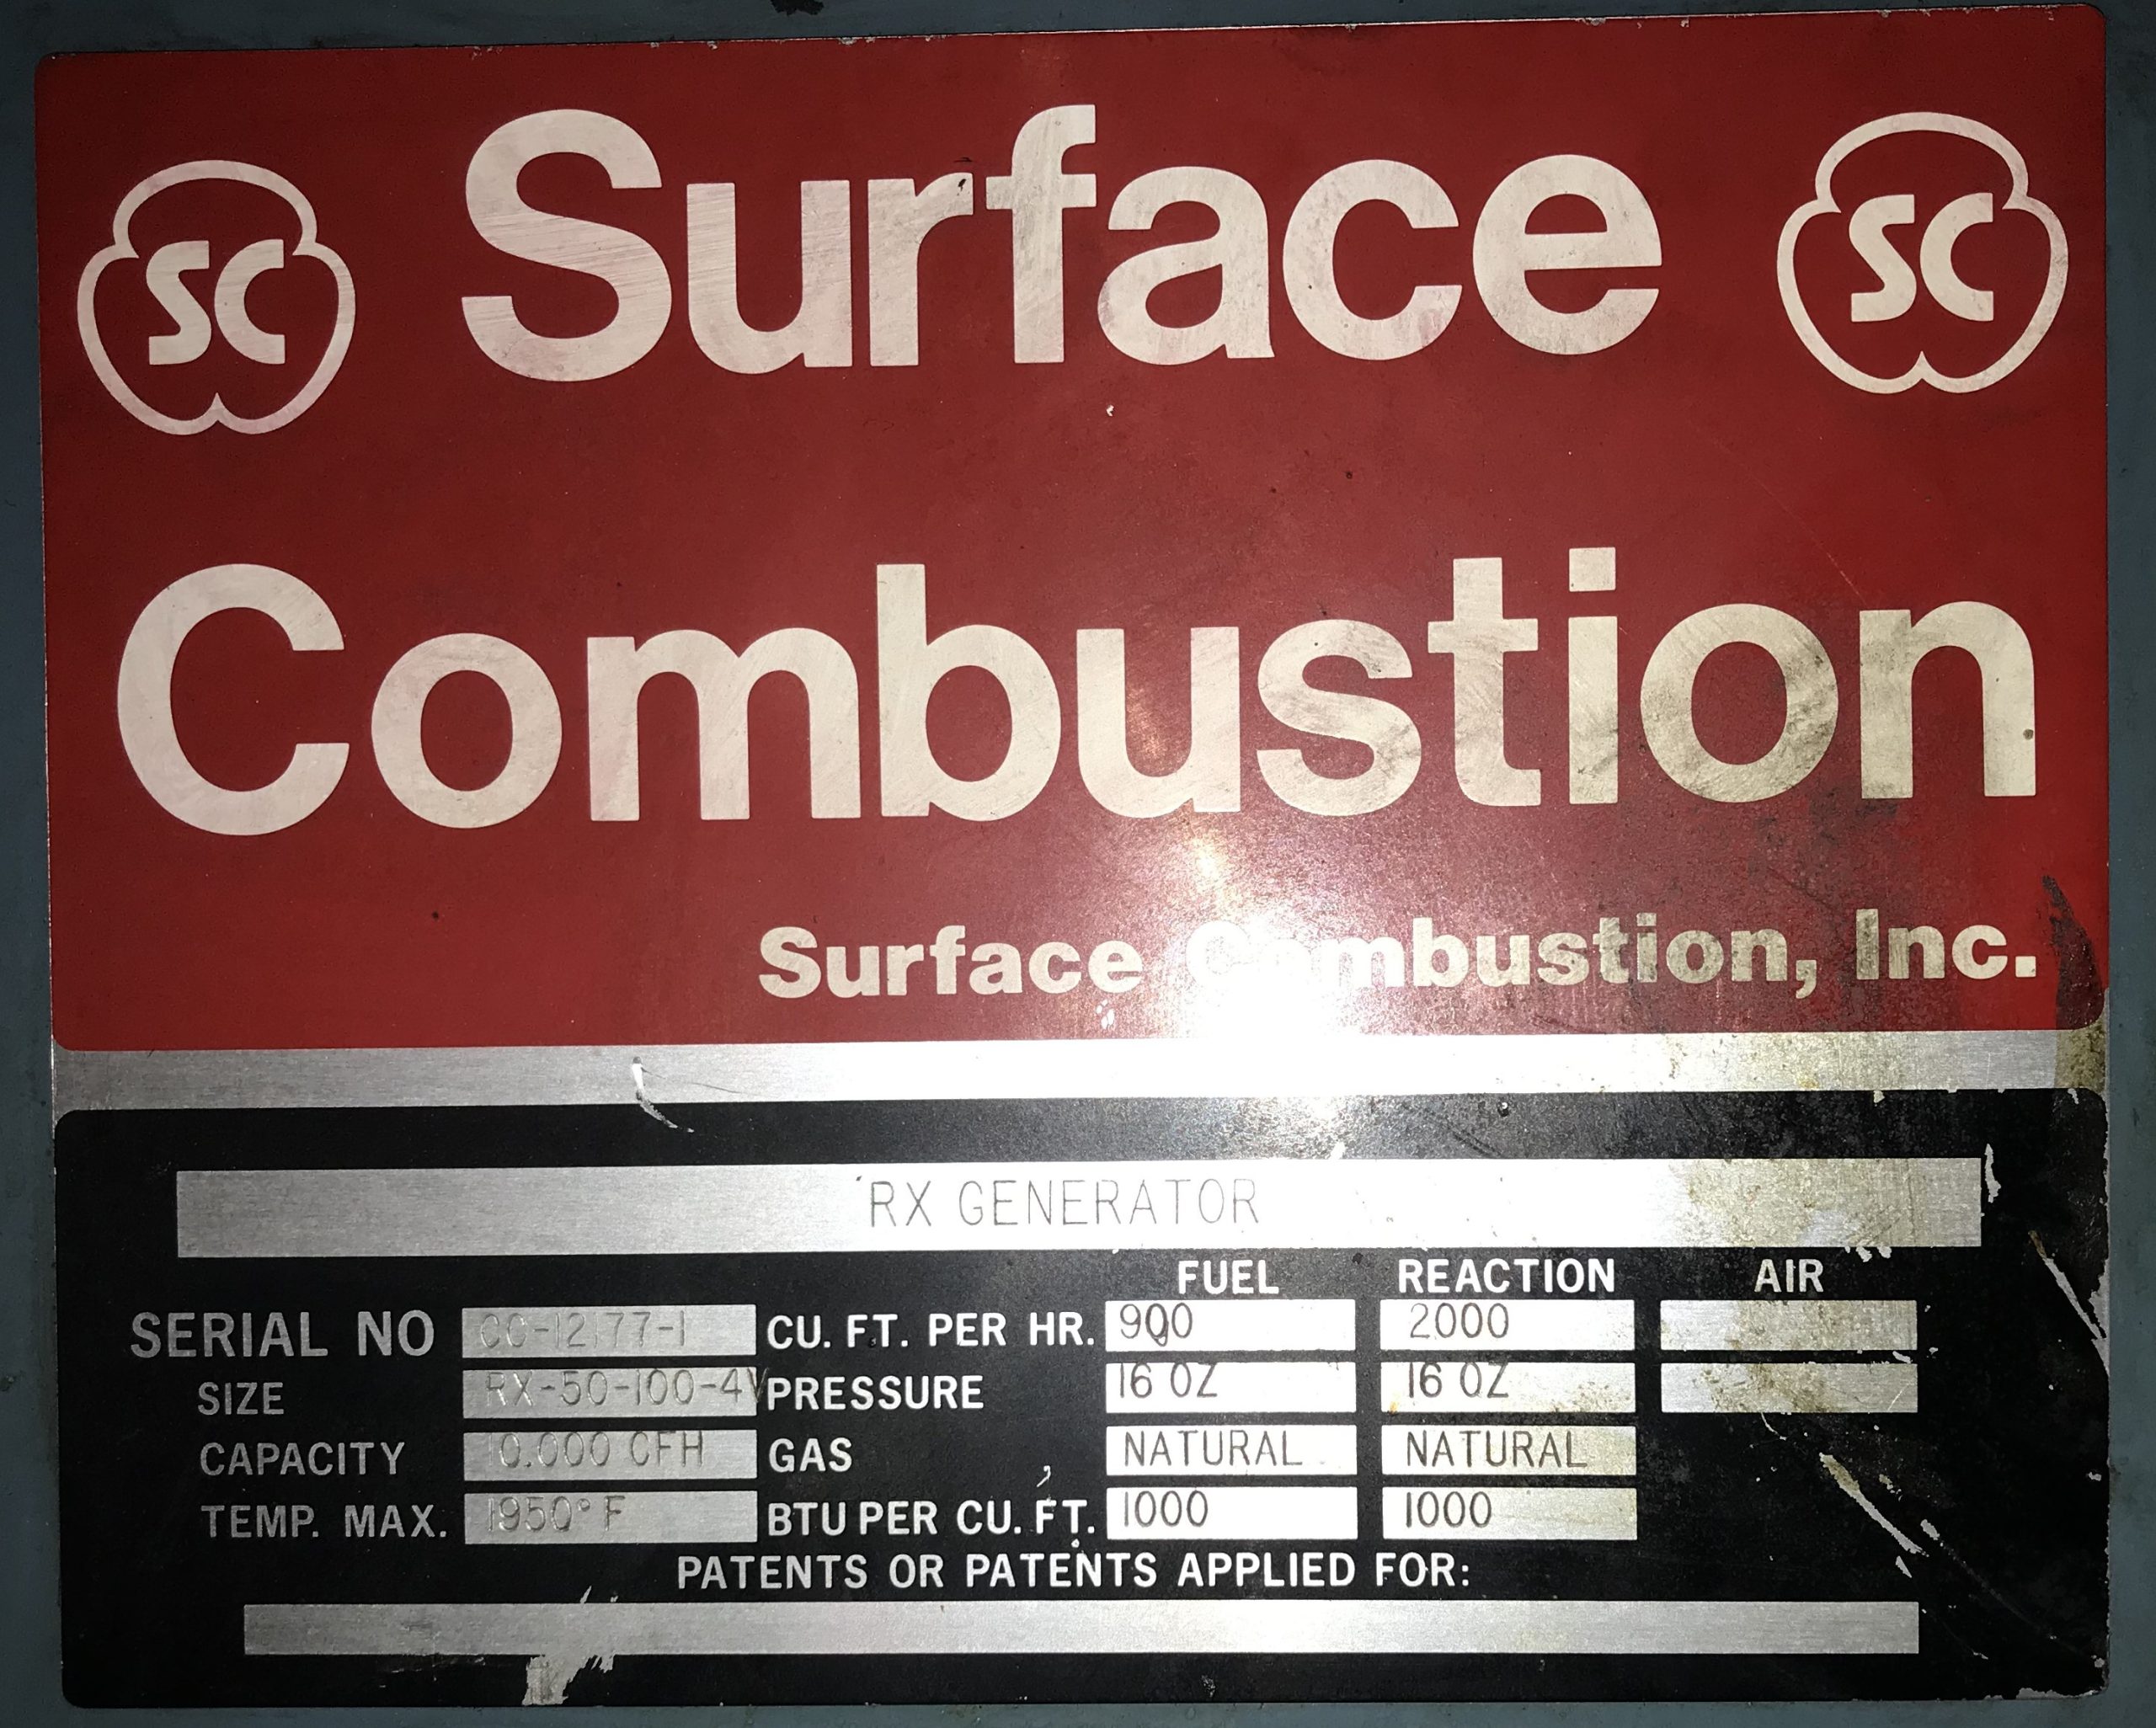 SC Surface SC
Combustion
Surface Combustion, Inc.
RX GENERATOR
FUEL REACTION AIR
SERIAL NO CC-12177-1 CU. FT. PER HR. 900 2000
SIZE RX-50-100-4V PRESSURE 16 OZ 16 OZ
CAPACITY 10.000 CFH GAS NATURAL NATURAL
TEMP. MAX. 1950° F BTU PER CU. FT. 1000 1000
PATENTS OR PATENTS APPLIED FOR: